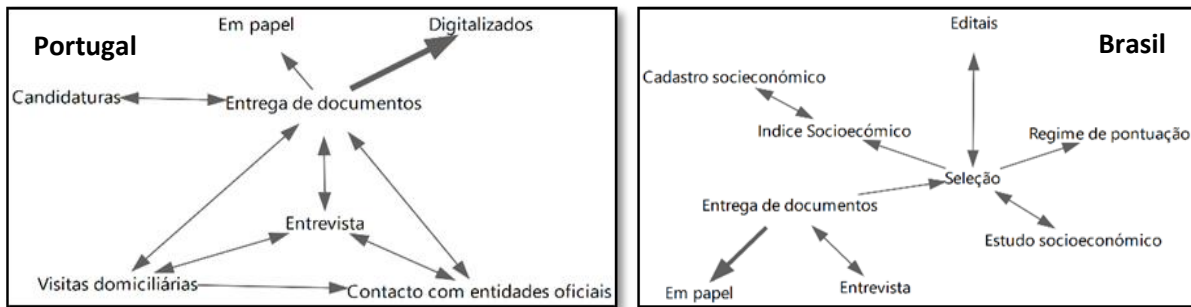 Portugal
Em papel
Digitalizados
Candidaturas
Entrega de documentos
Entrevista
Visitas domiciliárias
Contacto com entidades oficiais
Brasil
Editais
Cadastro socieconómico
Indice Socioecómico
Regime de pontuação
Seleção
Entrega de documentos
Estudo socioeconómico
Em papel
Entrevista